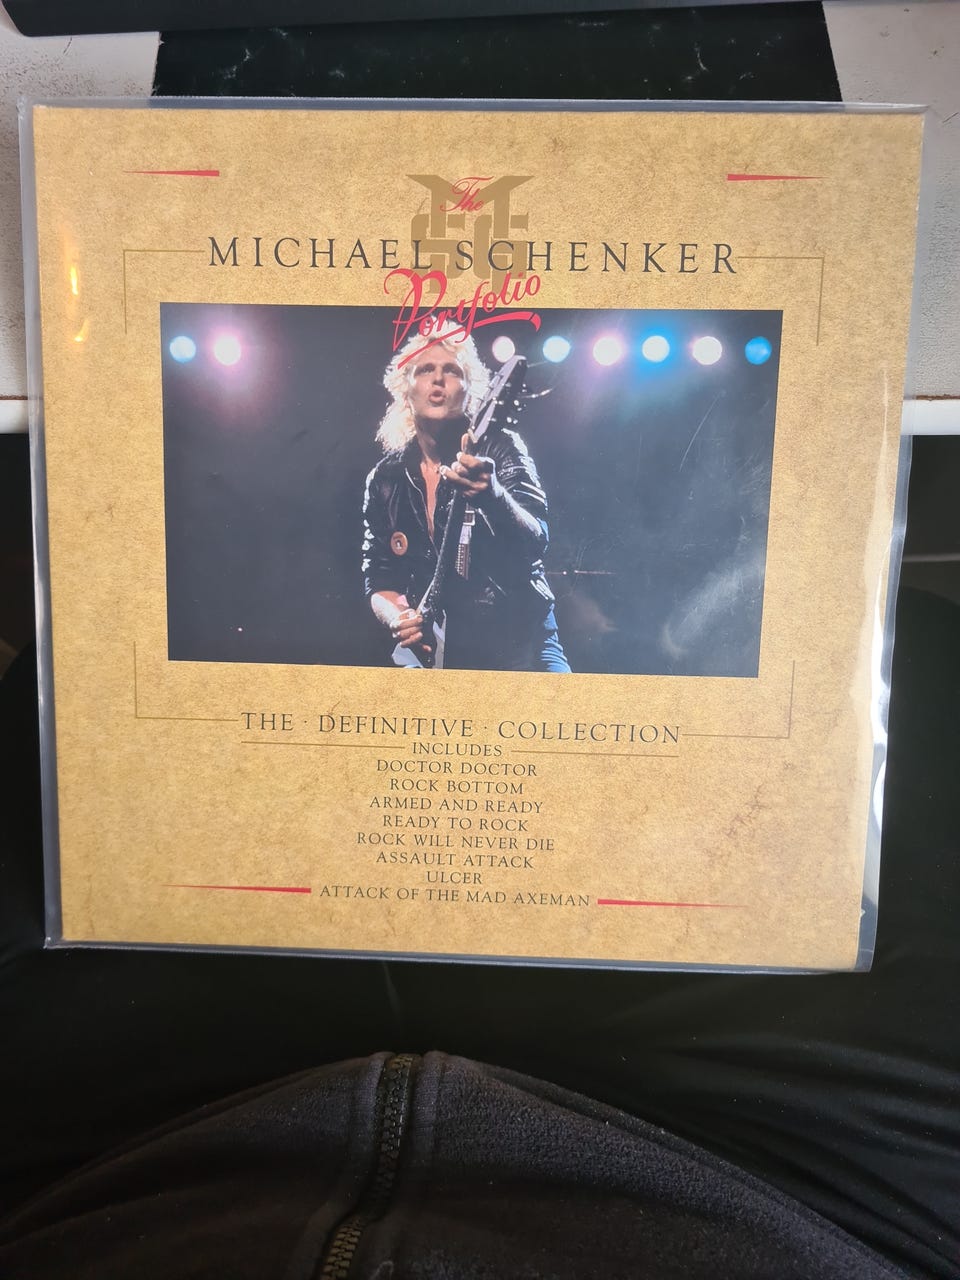 The
MSG
MICHAEL SCHENKER
Portfolio
THE · DEFINITIVE · COLLECTION
INCLUDES
DOCTOR DOCTOR
ROCK BOTTOM
ARMED AND READY
READY TO ROCK
ROCK WILL NEVER DIE
ASSAULT ATTACK
ULCER
ATTACK OF THE MAD AXEMAN